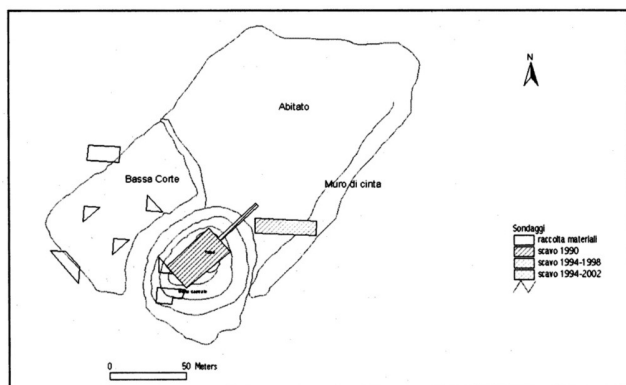 Abitato
N
Bassa Corte
Muro di cinta
Sondaggi
raccolta materiali
scavo 1990
scavo 1994-1998
scavo 1994-2002
0 50 Meters